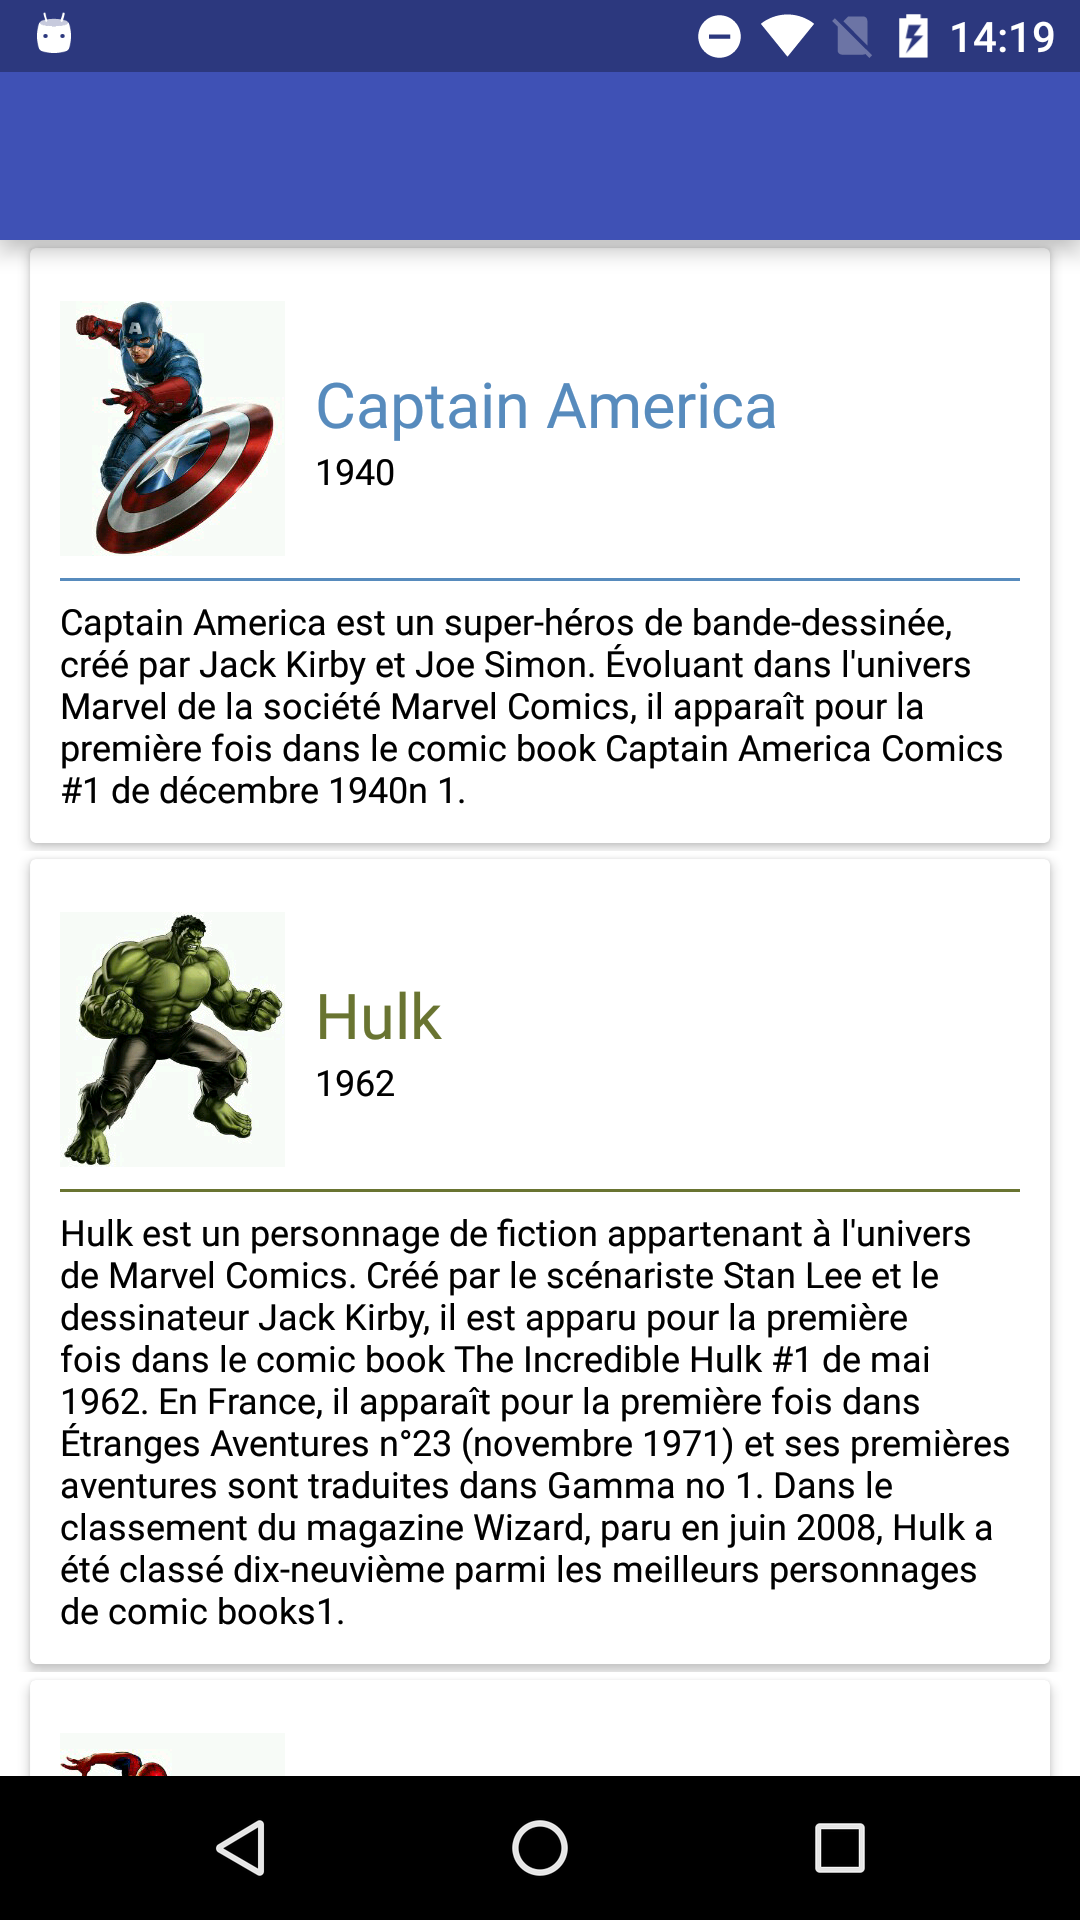 14:19
Captain America
1940
Captain America est un super-héros de bande-dessinée,
créé par Jack Kirby et Joe Simon. Évoluant dans l'univers
Marvel de la société Marvel Comics, il apparaît pour la
première fois dans le comic book Captain America Comics
#1 de décembre 1940n 1.
Hulk
1962
Hulk est un personnage de fiction appartenant à l'univers
de Marvel Comics. Créé par le scénariste Stan Lee et le
dessinateur Jack Kirby, il est apparu pour la première
fois dans le comic book The Incredible Hulk #1 de mai
1962. En France, il apparaît pour la première fois dans
Étranges Aventures n°23 (novembre 1971) et ses premières
aventures sont traduites dans Gamma no 1. Dans le
classement du magazine Wizard, paru en juin 2008, Hulk a
été classé dix-neuvième parmi les meilleurs personnages
de comic books1.